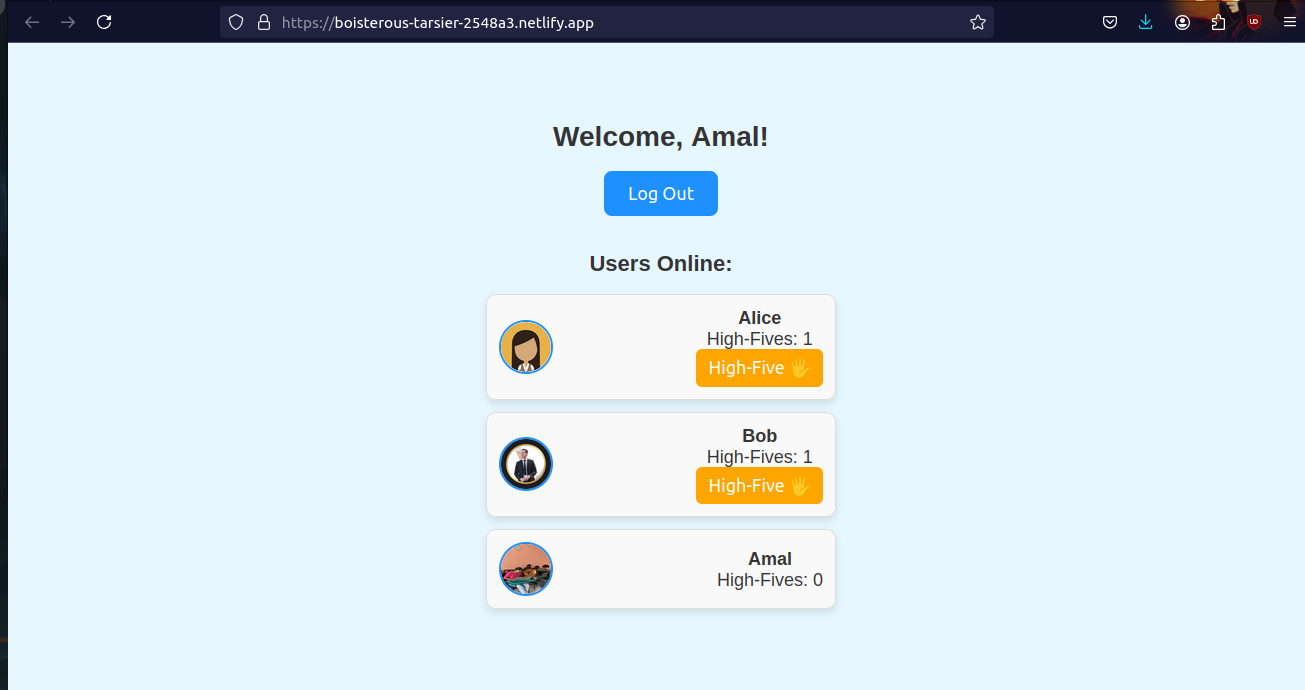 https://boisterous-tarsier-2548a3.netlify.app
Welcome, Amal!
Log Out
Users Online:
Alice
High-Fives: 1
High-Five 🖐
Bob
High-Fives: 1
High-Five 🖐
Amal
High-Fives: 0